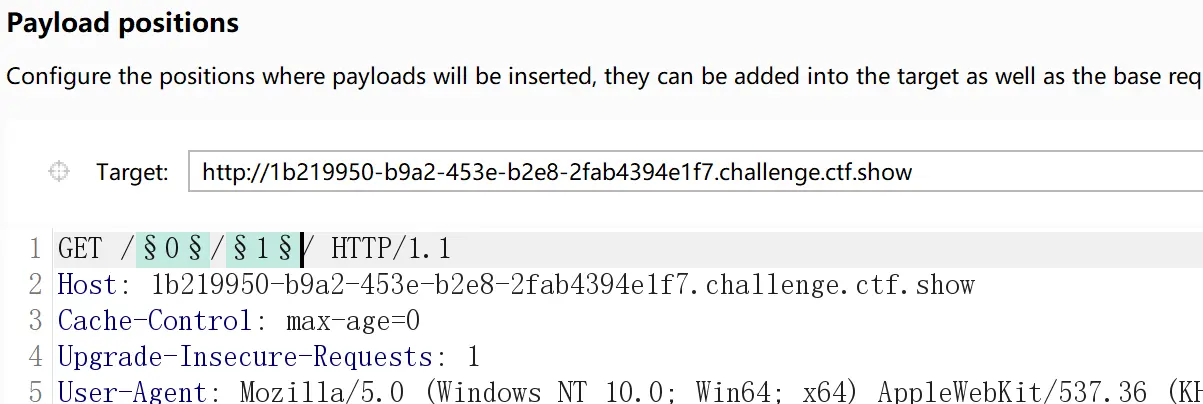 Payload positions
Configure the positions where payloads will be inserted, they can be added into the target as well as the base req
Target: http://1b219950-b9a2-453e-b2e8-2fab4394e1f7.challenge.ctf.show
1 GET /§0§/§1§/ HTTP/1.1
2 Host: 1b219950-b9a2-453e-b2e8-2fab4394e1f7.challenge.ctf.show
3 Cache-Control: max-age=0
4 Upgrade-Insecure-Requests: 1
5 User-Agent: Mozilla/5.0 (Windows NT 10.0; Win64; x64) AppleWebKit/537.36 (KH